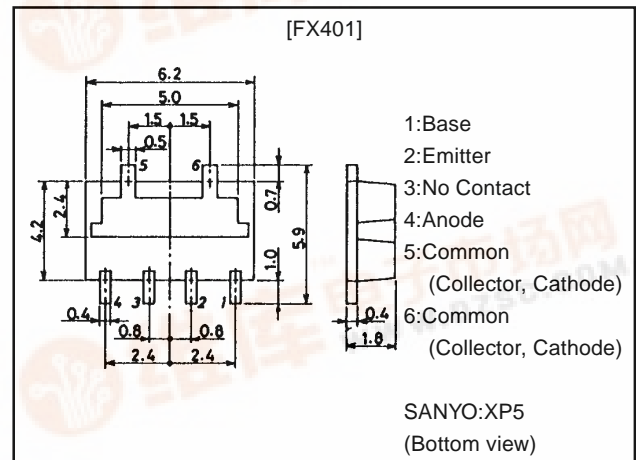 [FX401]
6.2
5.0
1.5 1.5
0.5
5 6
4.2
2.4
0.7
5.9
1.0
4 3 2 1
0.4
0.8 0.8
2.4 2.4
0.4
1.8
1:Base
2:Emitter
3:No Contact
4:Anode
5:Common
(Collector, Cathode)
6:Common
(Collector, Cathode)
SANYO:XP5
(Bottom view)